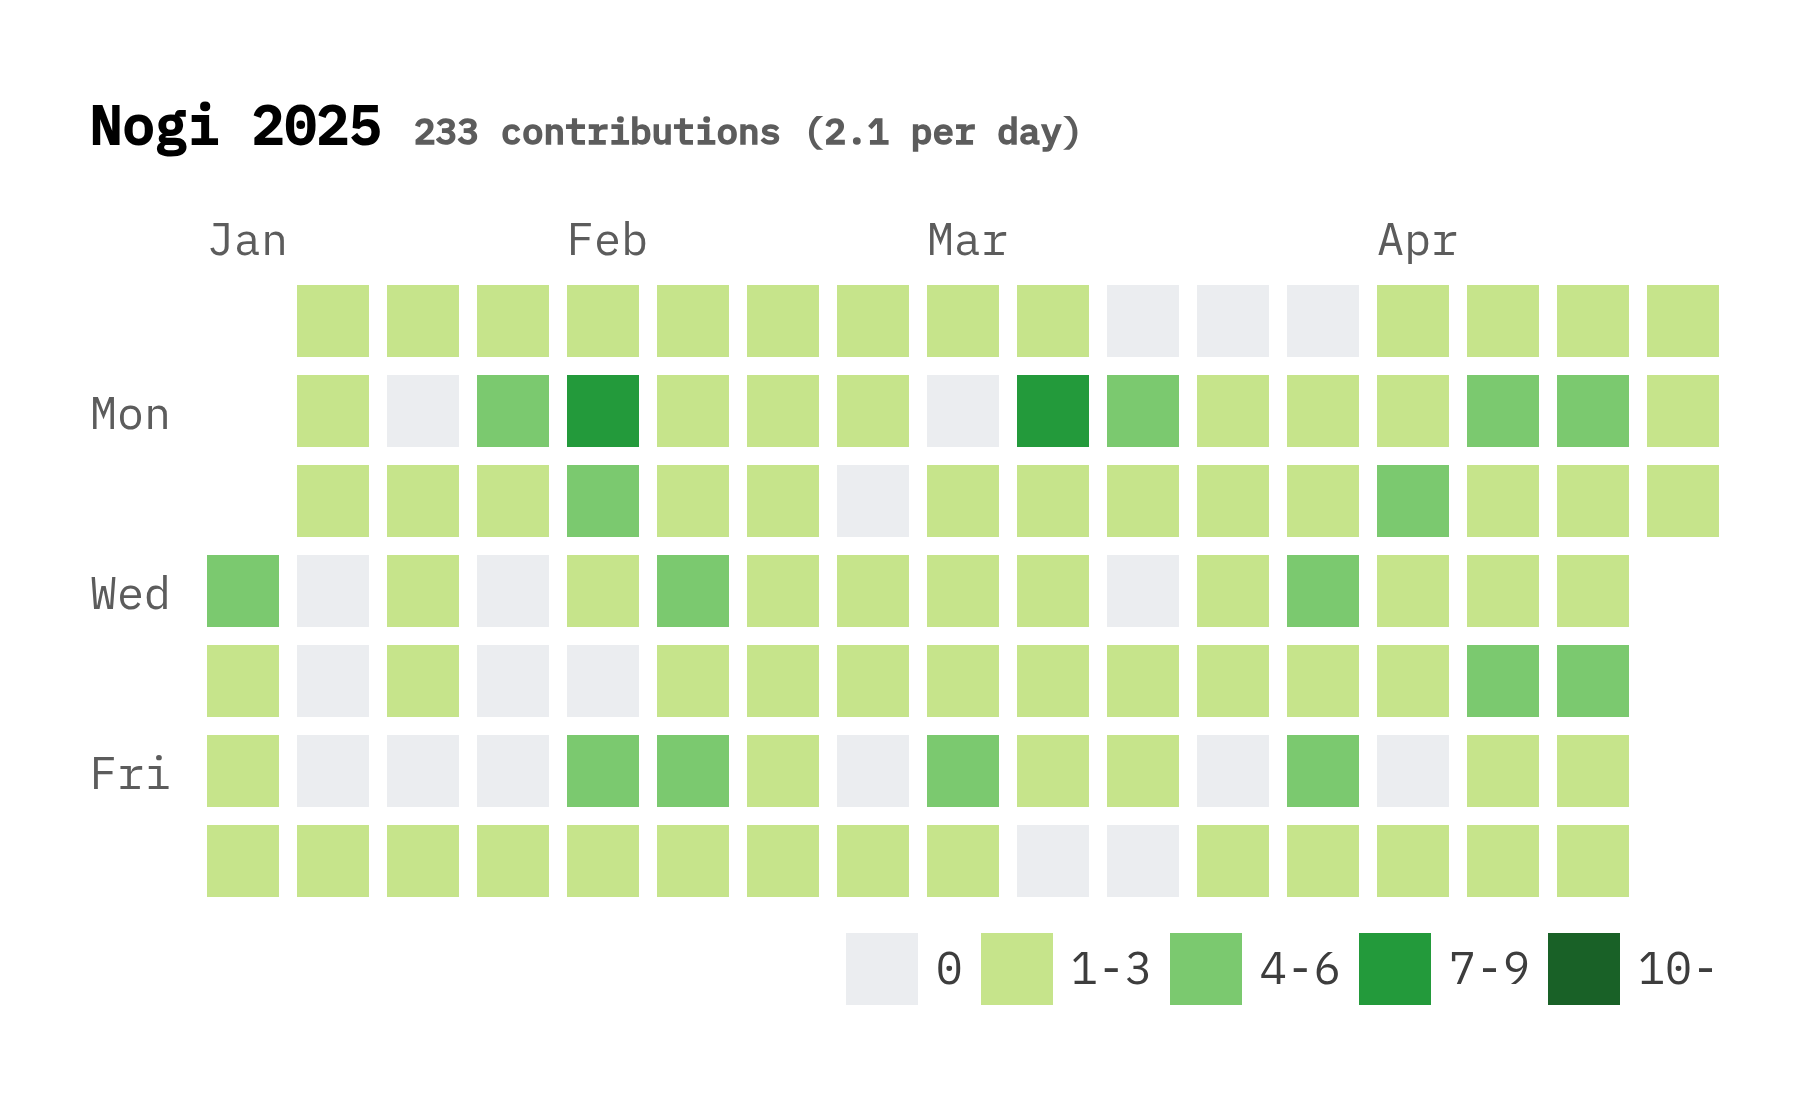 Nogi 2025 233 contributions (2.1 per day)
Jan Feb Mar Apr
Mon
Wed
Fri
0 1-3 4-6 7-9 10-